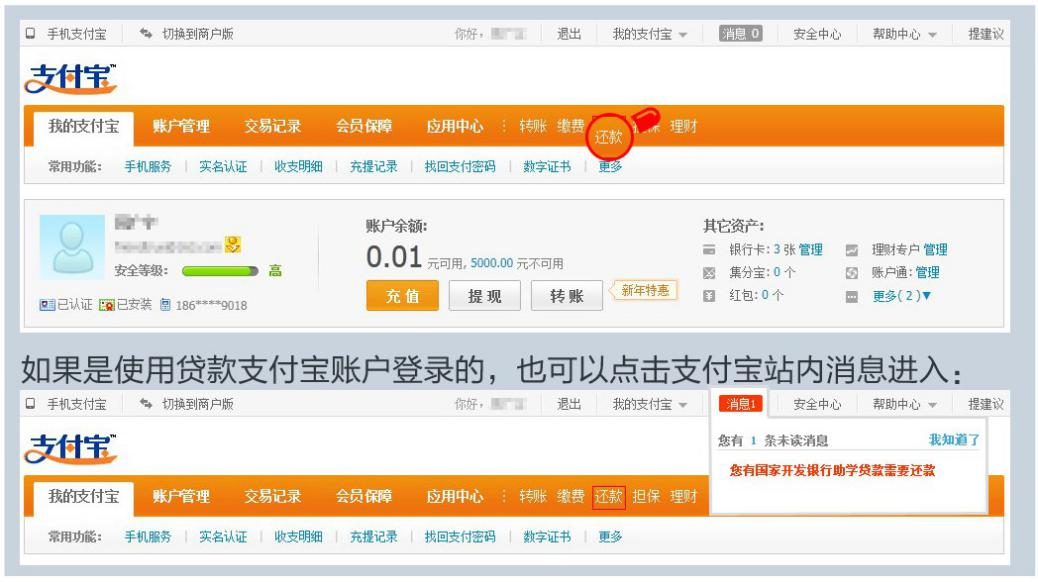 手机支付宝 切换到商户版 你好， 退出 我的支付宝 消息 0 安全中心 帮助中心 提建议
支付宝™
我的支付宝 账户管理 交易记录 会员保障 应用中心 转账 缴费 还款 担保 理财
常用功能： 手机服务 实名认证 收支明细 充提记录 找回支付密码 数字证书 更多
账户余额： 其它资产：
0.01 元可用, 5000.00 元不可用 银行卡: 3 张 管理 理财专户 管理
安全等级： 高 集分宝: 0 个 账户通: 管理
充值 提现 转账 新年特惠 红包: 0 个 更多( 2 )▼
已认证 已安装 186****9018
如果是使用贷款支付宝账户登录的，也可以点击支付宝站内消息进入：
手机支付宝 切换到商户版 你好， 退出 我的支付宝 消息1 安全中心 帮助中心 提建议
支付宝™
您有 1 条未读消息 我知道了
您有国家开发银行助学贷款需要还款
我的支付宝 账户管理 交易记录 会员保障 应用中心 转账 缴费 还款 担保 理财
常用功能： 手机服务 实名认证 收支明细 充提记录 找回支付密码 数字证书 更多